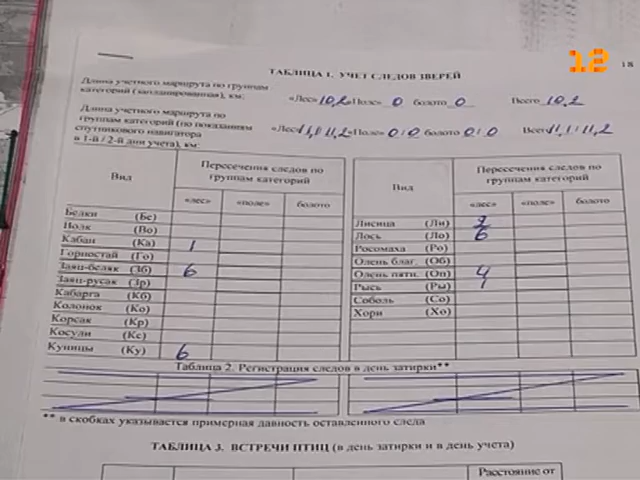 12
18
ТАБЛИЦА 1. УЧЕТ СЛЕДОВ ЗВЕРЕЙ
Длина учетного маршрута по группам
категорий (запланированная), км: «Лес» 10,2 «Поле» 0 болото 0 Всего 10,2
Длина учетного маршрута по
группам категорий (по показаниям
спутникового навигатора
в 1-й / 2-й дни учета), км: «Лес» 11,1/11,2 «Поле» 0/0 болото 0/0 Всего 11,1/11,2
Вид Пересечения следов по группам категорий
«лес» «поле» болото
Белки (Бе)
Волк (Во)
Кабан (Ка) 1
Горностай (Го)
Заяц-беляк (Зб) 6
Заяц-русак (Зр)
Кабарга (Кб)
Колонок (Ко)
Корсак (Кр)
Косули (Кс)
Куницы (Ку) 6
Вид Пересечения следов по группам категорий
«лес» «поле» болото
Лисица (Ли) 2
Лось (Ло) 6
Росомаха (Ро)
Олень благ. (Об)
Олень пятн. (Оп) 4
Рысь (Ры) 1
Соболь (Со)
Хори (Хо)
Таблица 2. Регистрация следов в день затирки**
** в скобках указывается примерная давность оставленного следа
ТАБЛИЦА 3. ВСТРЕЧИ ПТИЦ (в день затирки и в день учета)
Расстояние от